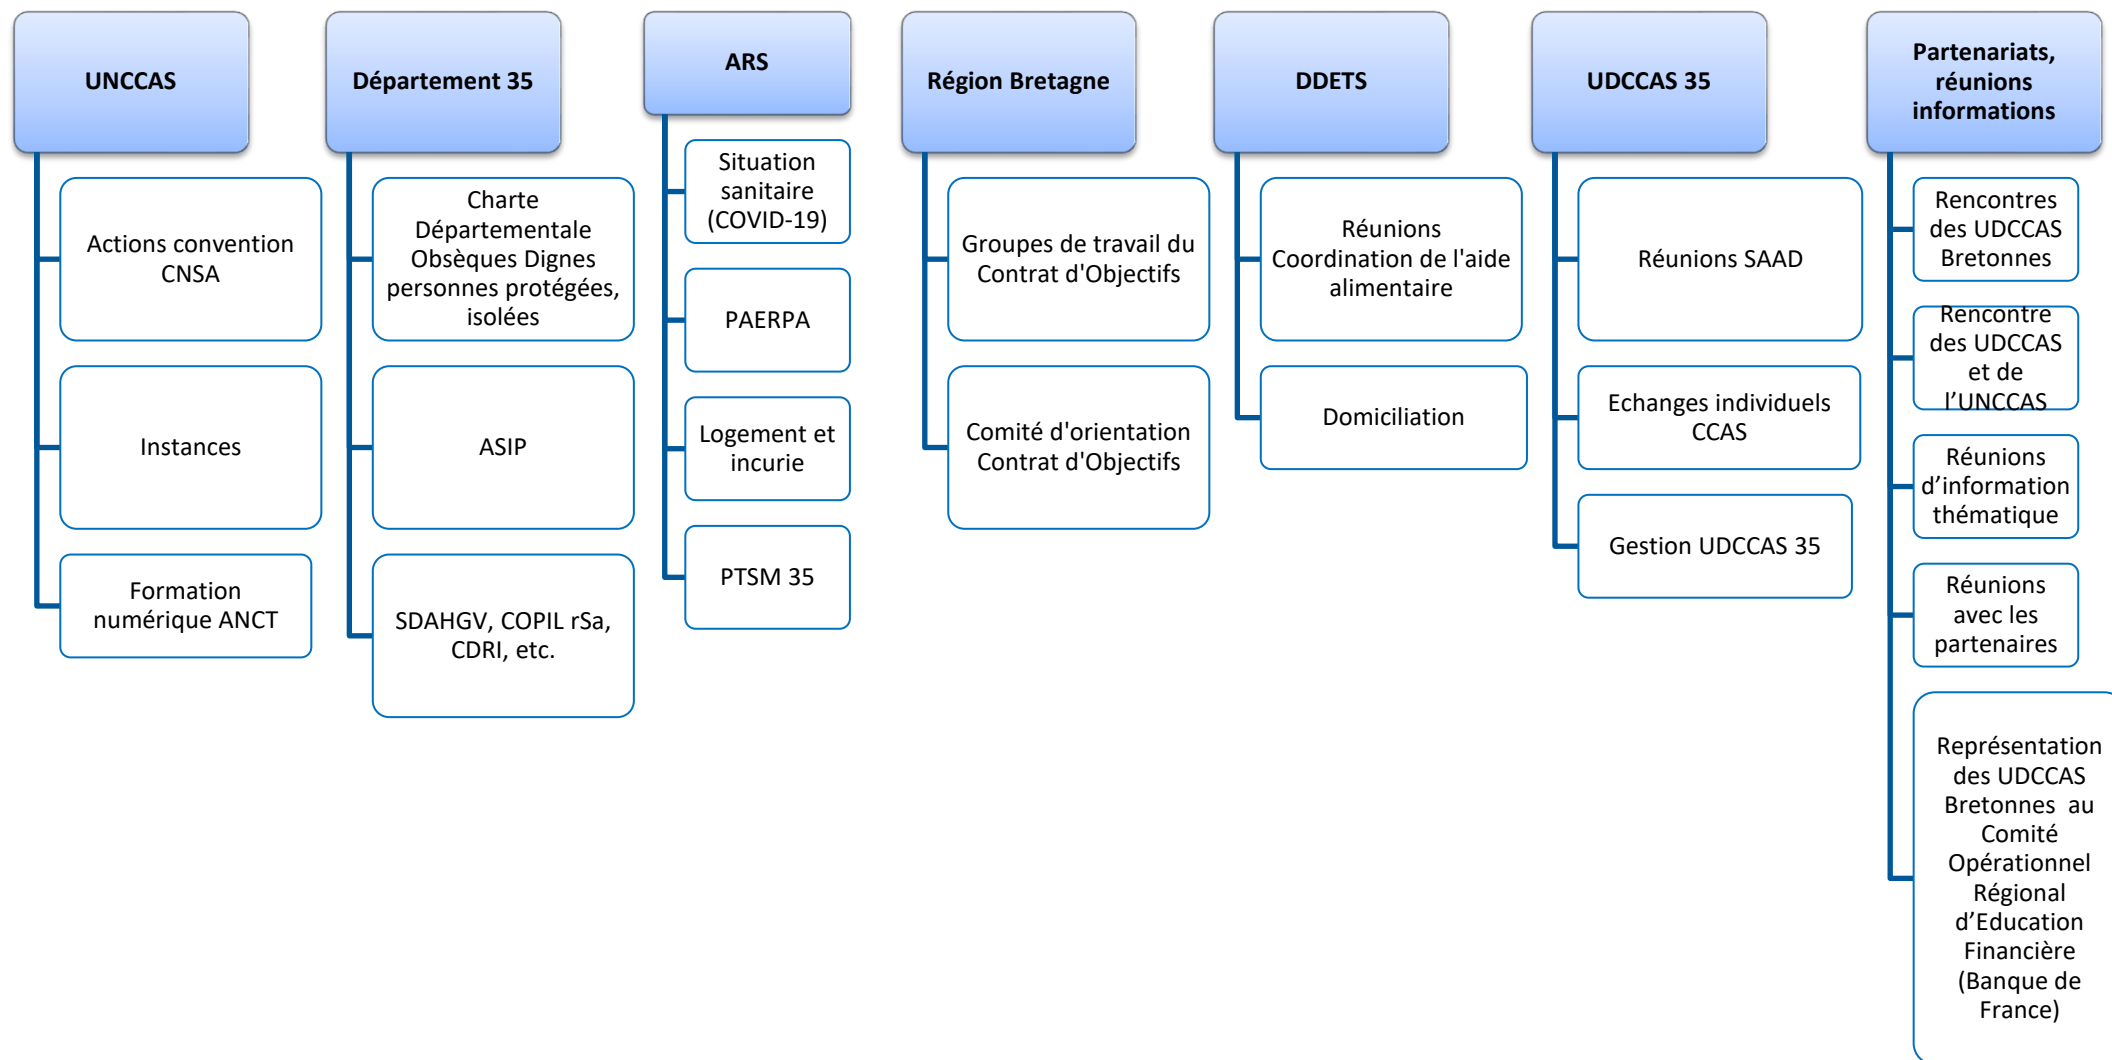 UNCCAS
Actions convention
CNSA
Instances
Formation
numérique ANCT
Département 35
Charte
Départementale
Obsèques Dignes
personnes protégées,
isolées
ASIP
SDAHGV, COPIL rSa,
CDRI, etc.
ARS
Situation
sanitaire
(COVID-19)
PAERPA
Logement et
incurie
PTSM 35
Région Bretagne
Groupes de travail du
Contrat d'Objectifs
Comité d'orientation
Contrat d'Objectifs
DDETS
Réunions
Coordination de l'aide
alimentaire
Domiciliation
UDCCAS 35
Réunions SAAD
Echanges individuels
CCAS
Gestion UDCCAS 35
Partenariats,
réunions
informations
Rencontres
des UDCCAS
Bretonnes
Rencontre
des UDCCAS
et de
l’UNCCAS
Réunions
d’information
thématique
Réunions
avec les
partenaires
Représentation
des UDCCAS
Bretonnes au
Comité
Opérationnel
Régional
d’Education
Financière
(Banque de
France)